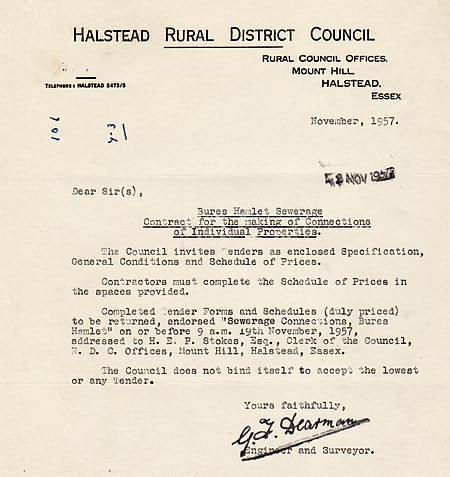 HALSTEAD RURAL DISTRICT COUNCIL
RURAL COUNCIL OFFICES,
MOUNT HILL,
HALSTEAD,
ESSEX
TELEPHONE: HALSTEAD 2475/5
November, 1957.
106
NOV 1957
Dear Sir(s),
Bures Hamlet Sewerage
Contract for the making of Connections
of Individual Properties.
The Council invites Tenders as enclosed Specification,
General Conditions and Schedule of Prices.
Contractors must complete the Schedule of Prices in
the spaces provided.
Completed Tender Forms and Schedules (duly priced)
to be returned, endorsed "Sewerage Connections, Bures
Hamlet" on or before 9 a.m. 19th November, 1957,
addressed to H. E. P. Stokes, Esq., Clerk of the Council,
R. D. C. Offices, Mount Hill, Halstead, Essex.
The Council does not bind itself to accept the lowest
or any Tender.
Yours faithfully,
Dearman
Engineer and Surveyor.